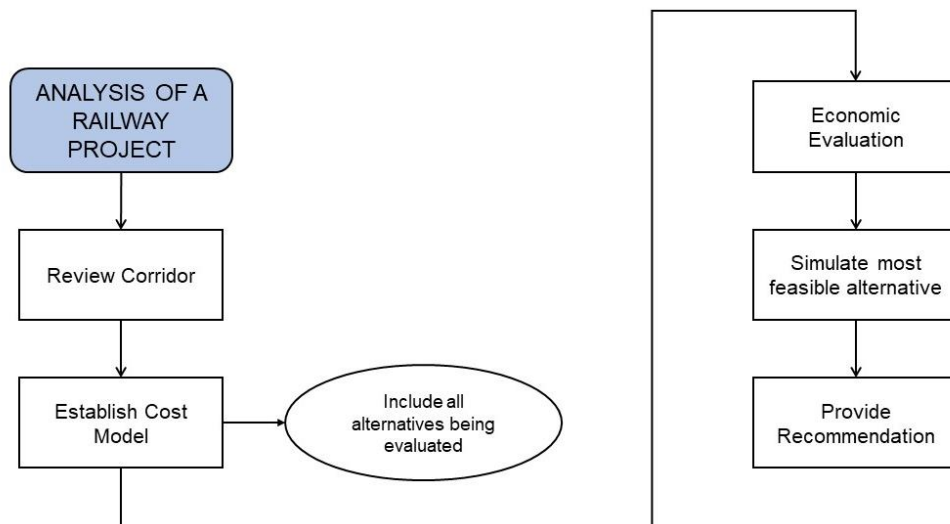 ANALYSIS OF A
RAILWAY
PROJECT
Review Corridor
Establish Cost
Model
Include all
alternatives being
evaluated
Economic
Evaluation
Simulate most
feasible alternative
Provide
Recommendation